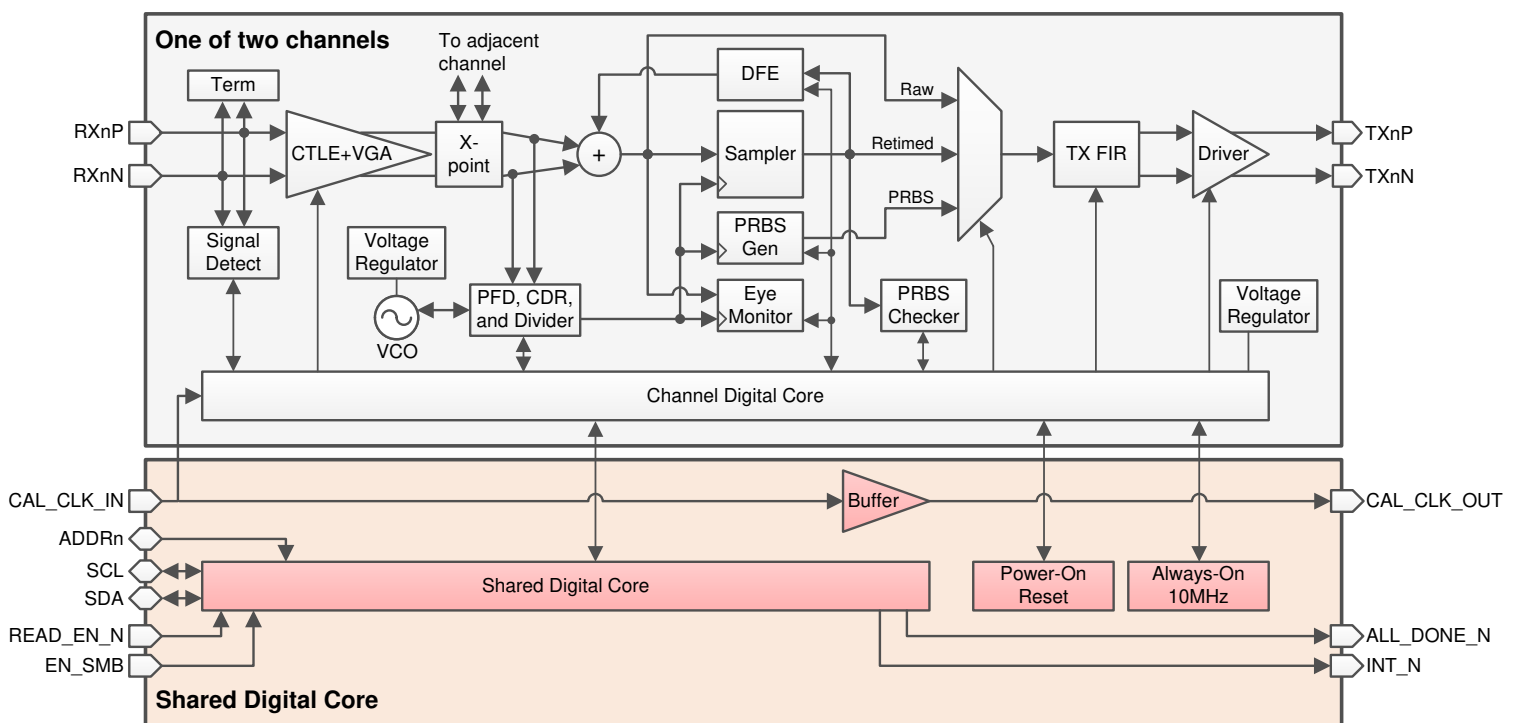 One of two channels
To adjacent
channel
Term
DFE
Raw
RXnP
RXnN
CTLE+VGA
X-
point
+
Sampler
Retimed
TX FIR
Driver
TXnP
TXnN
PRBS
Signal
Detect
Voltage
Regulator
PRBS
Gen
VCO
PFD, CDR,
and Divider
Eye
Monitor
PRBS
Checker
Voltage
Regulator
Channel Digital Core
CAL_CLK_IN
Buffer
CAL_CLK_OUT
ADDRn
SCL
SDA
Shared Digital Core
Power-On
Reset
Always-On
10MHz
READ_EN_N
EN_SMB
ALL_DONE_N
INT_N
Shared Digital Core